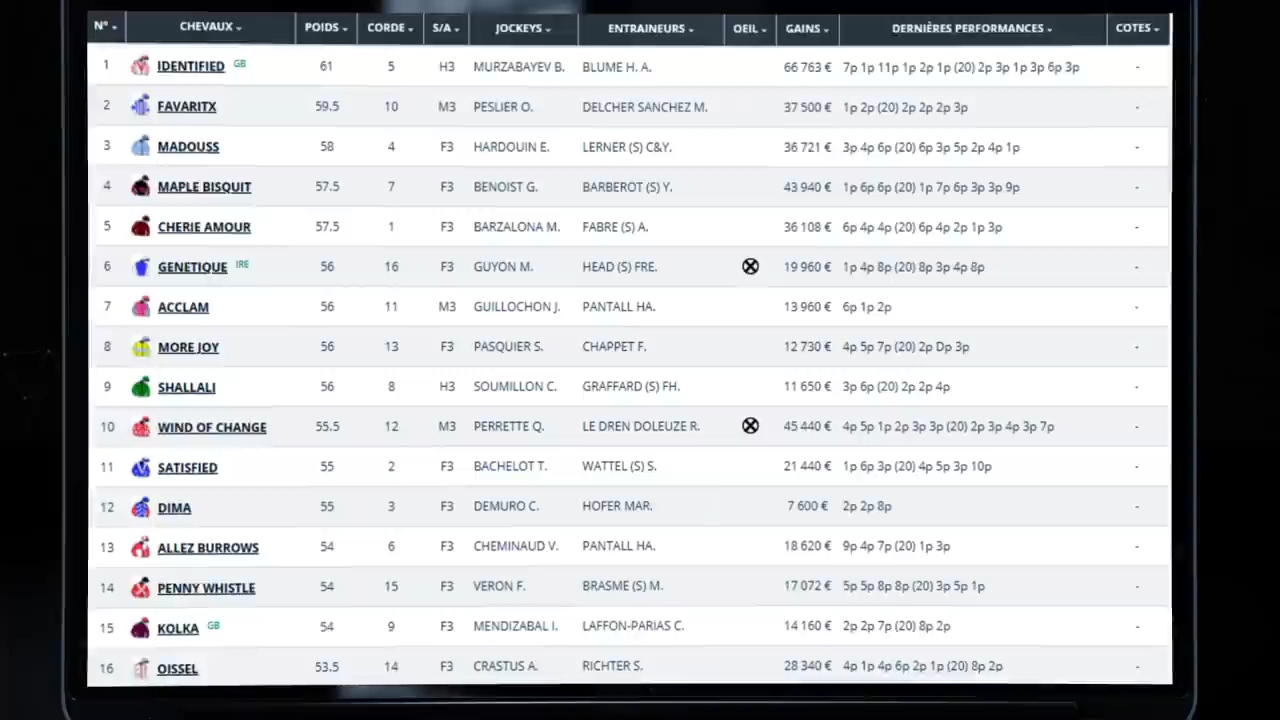 N° CHEVAUX POIDS CORDE S/A JOCKEYS ENTRAINEURS OEIL GAINS DERNIÈRES PERFORMANCES COTES
1 IDENTIFIED GB 61 5 H3 MURZABAYEV B. BLUME H. A. 66 763 € 7p 1p 11p 1p 2p 1p (20) 2p 3p 1p 3p 6p 3p -
2 FAVARITX 59.5 10 M3 PESLIER O. DELCHER SANCHEZ M. 37 500 € 1p 2p (20) 2p 2p 2p 3p -
3 MADOUSS 58 4 F3 HARDOUIN E. LERNER (S) C&Y. 36 721 € 3p 4p 6p (20) 6p 3p 5p 2p 4p 1p -
4 MAPLE BISQUIT 57.5 7 F3 BENOIST G. BARBEROT (S) Y. 43 940 € 1p 6p 6p (20) 1p 7p 6p 3p 3p 9p -
5 CHERIE AMOUR 57.5 1 F3 BARZALONA M. FABRE (S) A. 36 108 € 6p 4p 4p (20) 6p 4p 2p 1p 3p -
6 GENETIQUE IRE 56 16 F3 GUYON M. HEAD (S) FRE. 19 960 € 1p 4p 8p (20) 8p 3p 4p 8p -
7 ACCLAM 56 11 M3 GUILLOCHON J. PANTALL HA. 13 960 € 6p 1p 2p -
8 MORE JOY 56 13 F3 PASQUIER S. CHAPPET F. 12 730 € 4p 5p 7p (20) 2p Dp 3p -
9 SHALLALI 56 8 H3 SOUMILLON C. GRAFFARD (S) FH. 11 650 € 3p 6p (20) 2p 2p 4p -
10 WIND OF CHANGE 55.5 12 M3 PERRETTE Q. LE DREN DOLEUZE R. 45 440 € 4p 5p 1p 2p 3p 3p (20) 2p 3p 4p 3p 7p -
11 SATISFIED 55 2 F3 BACHELOT T. WATTEL (S) S. 21 440 € 1p 6p 3p (20) 4p 5p 3p 10p -
12 DIMA 55 3 F3 DEMURO C. HOFER MAR. 7 600 € 2p 2p 8p -
13 ALLEZ BURROWS 54 6 F3 CHEMINAUD V. PANTALL HA. 18 620 € 9p 4p 7p (20) 1p 3p -
14 PENNY WHISTLE 54 15 F3 VERON F. BRASME (S) M. 17 072 € 5p 5p 8p 8p (20) 3p 5p 1p -
15 KOLKA GB 54 9 F3 MENDIZABAL I. LAFFON-PARIAS C. 14 160 € 2p 2p 7p (20) 8p 2p -
16 OISSEL 53.5 14 F3 CRASTUS A. RICHTER S. 28 340 € 4p 1p 4p 6p 2p 1p (20) 8p 2p -